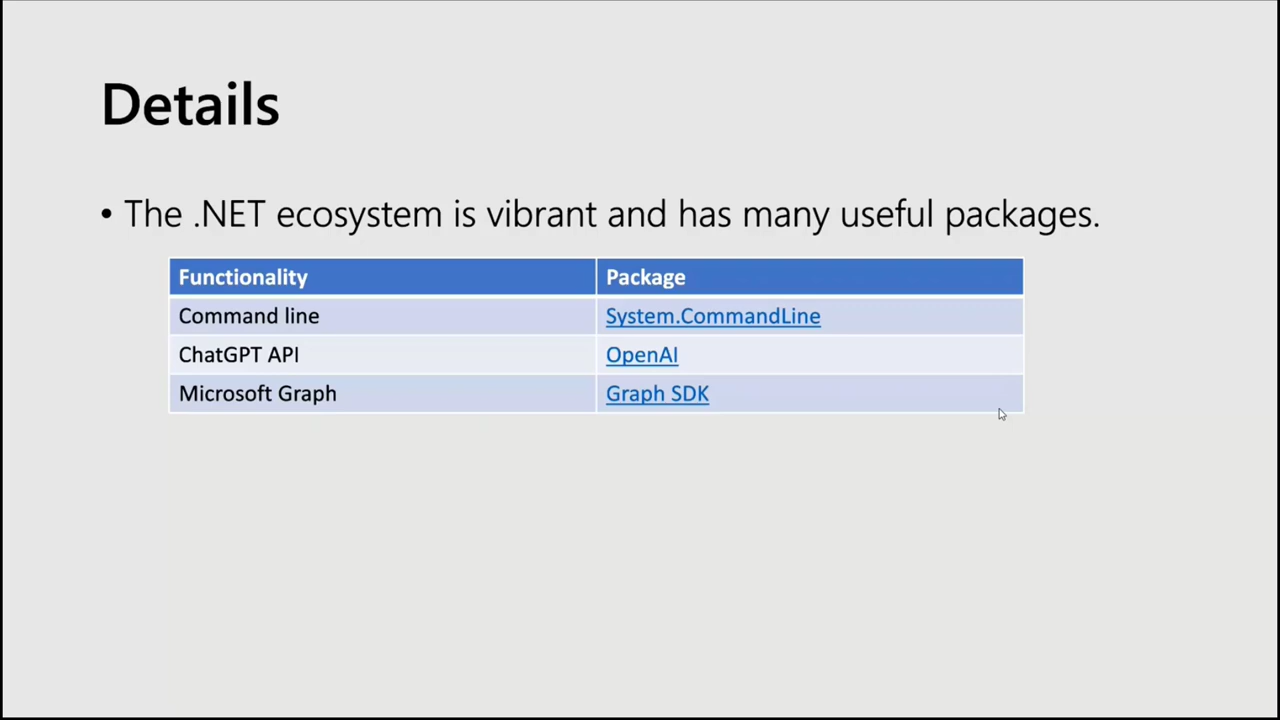 Details
• The .NET ecosystem is vibrant and has many useful packages.
Functionality Package
Command line System.CommandLine
ChatGPT API OpenAI
Microsoft Graph Graph SDK